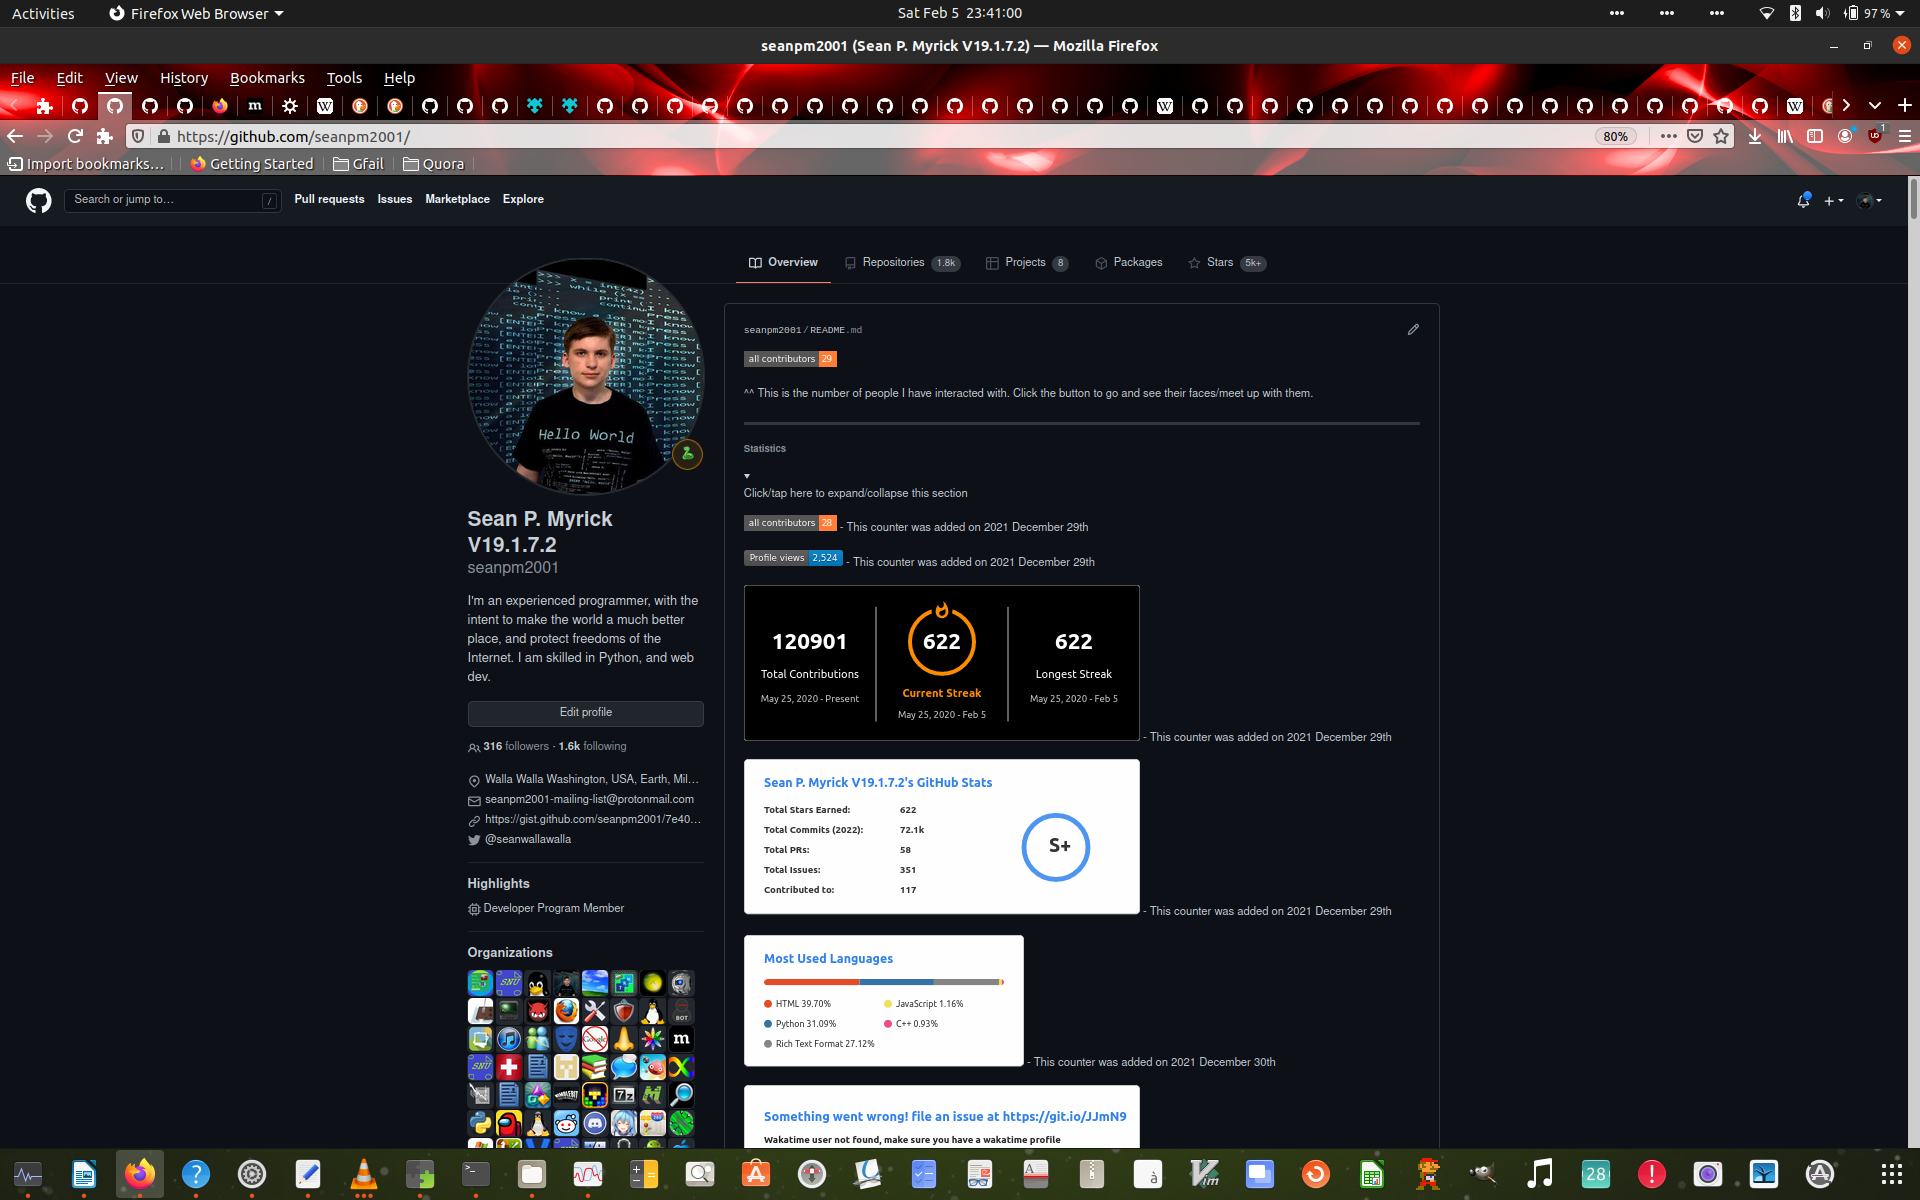 Activities
Firefox Web Browser
Sat Feb 5 23:41:00
97 %
seanpm2001 (Sean P. Myrick V19.1.7.2) — Mozilla Firefox
File Edit View History Bookmarks Tools Help
https://github.com/seanpm2001/
80%
Import bookmarks...
Getting Started
Gfail
Quora
Search or jump to...
/
Pull requests
Issues
Marketplace
Explore
Overview
Repositories 1.8k
Projects 8
Packages
Stars 5k+
Hello World
Sean P. Myrick
V19.1.7.2
seanpm2001
I'm an experienced programmer, with the
intent to make the world a much better
place, and protect freedoms of the
Internet. I am skilled in Python, and web
dev.
Edit profile
316 followers · 1.6k following
Walla Walla Washington, USA, Earth, Mil...
seanpm2001-mailing-list@protonmail.com
https://gist.github.com/seanpm2001/7e40...
@seanwallawalla
Highlights
Developer Program Member
Organizations
seanpm2001/README.md
all contributors 29
^^ This is the number of people I have interacted with. Click the button to go and see their faces/meet up with them.
Statistics
Click/tap here to expand/collapse this section
all contributors 28 - This counter was added on 2021 December 29th
Profile views 2,524 - This counter was added on 2021 December 29th
120901
Total Contributions
May 25, 2020 - Present
622
Current Streak
May 25, 2020 - Feb 5
622
Longest Streak
May 25, 2020 - Feb 5
- This counter was added on 2021 December 29th
Sean P. Myrick V19.1.7.2's GitHub Stats
Total Stars Earned: 622
Total Commits (2022): 72.1k
Total PRs: 58
Total Issues: 351
Contributed to: 117
S+
- This counter was added on 2021 December 29th
Most Used Languages
HTML 39.70%
JavaScript 1.16%
Python 31.09%
C++ 0.93%
Rich Text Format 27.12%
- This counter was added on 2021 December 30th
Something went wrong! file an issue at https://git.io/JJmN9
Wakatime user not found, make sure you have a wakatime profile
28